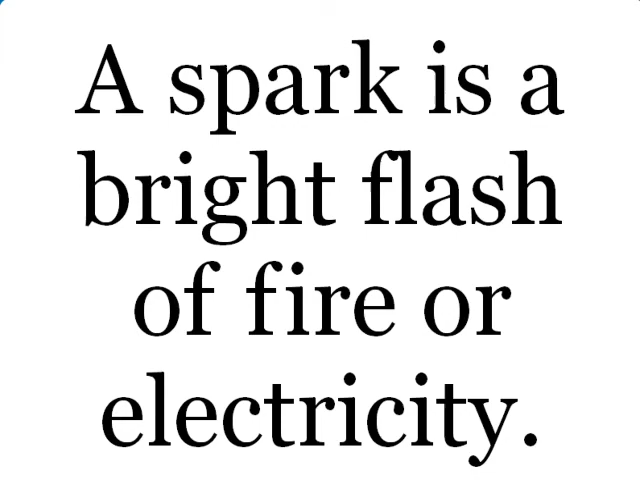 A spark is a
bright flash
of fire or
electricity.